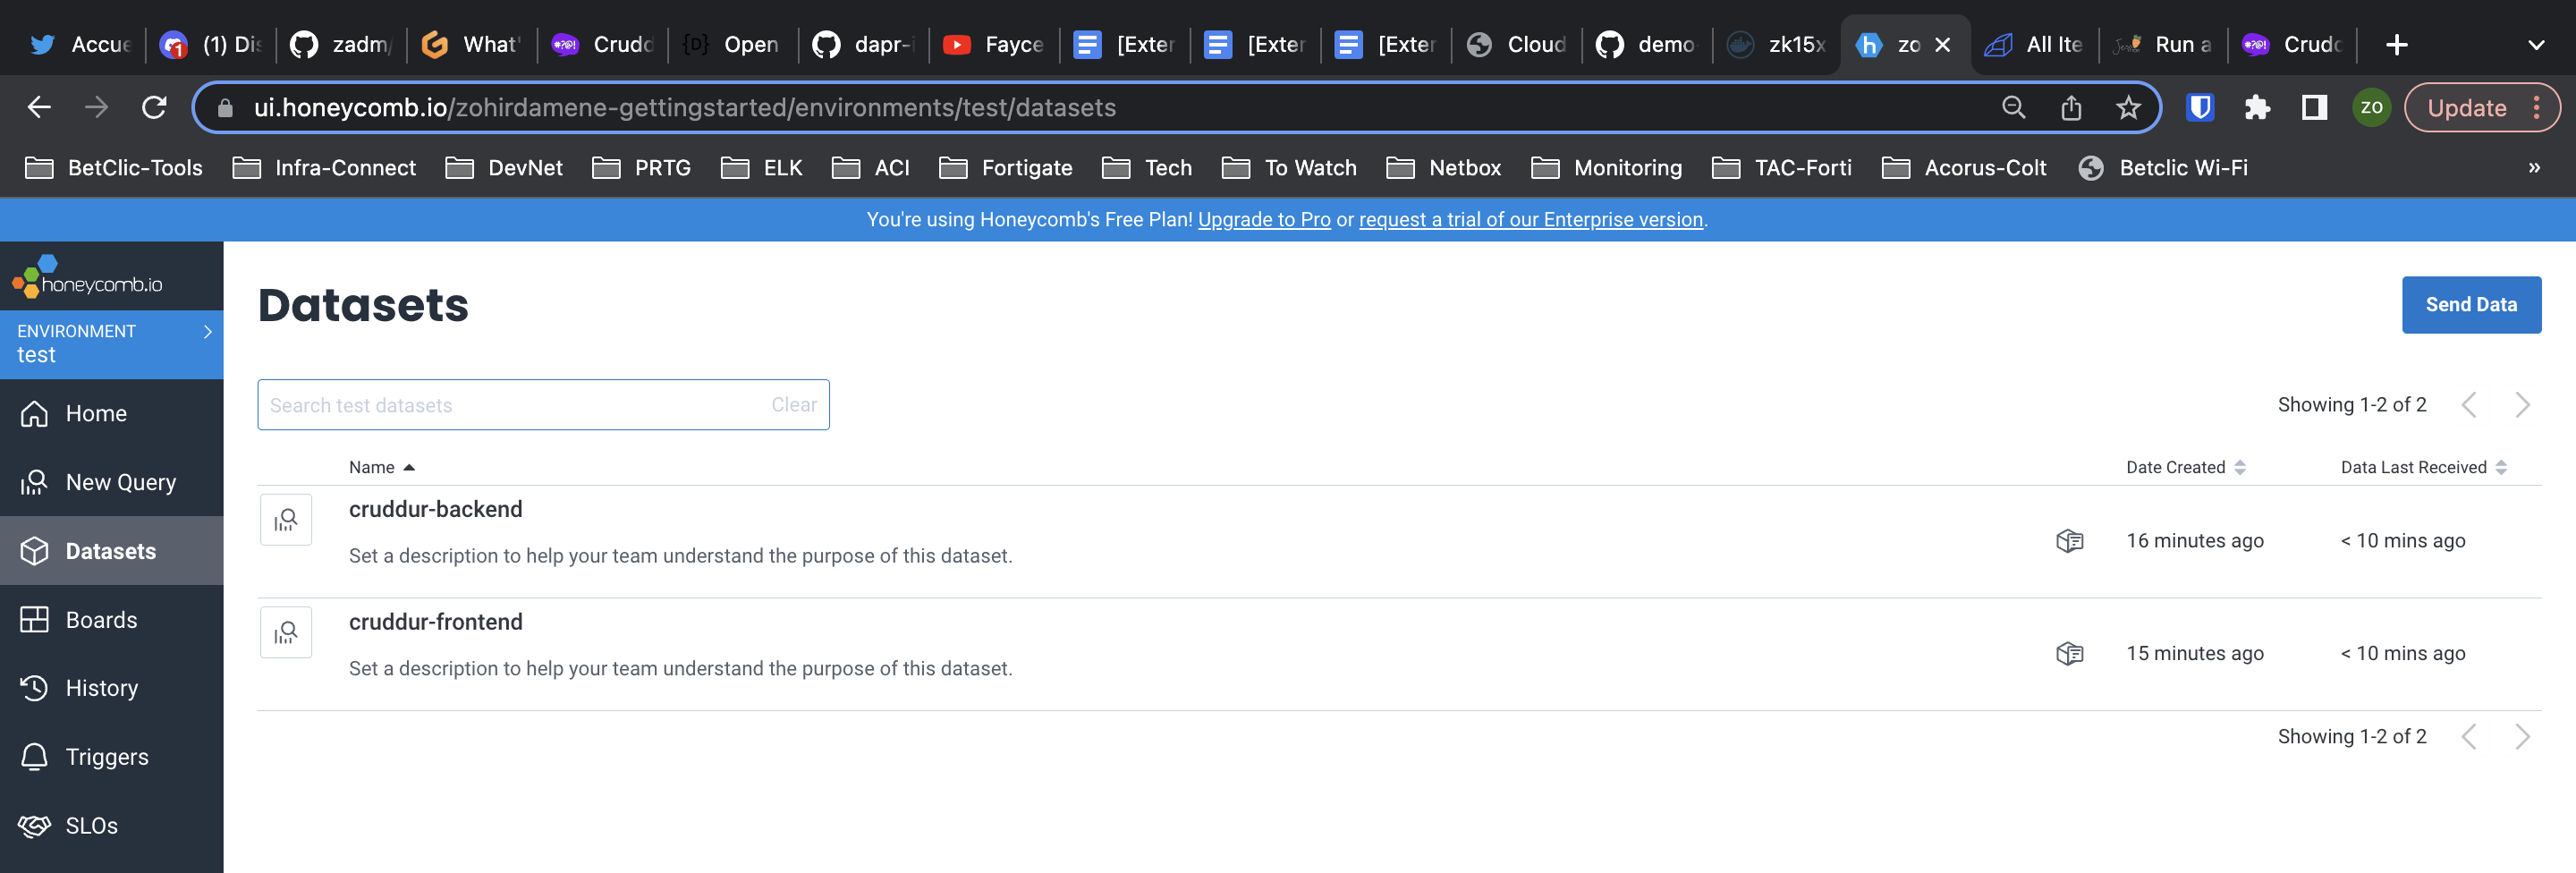 Accue (1) Dis zadm/ What' Crudd {D} Open dapr-i Fayce [Exter [Exter [Exter Cloud demo- zk15x zo All Ite Run a Crudd
ui.honeycomb.io/zohirdamene-gettingstarted/environments/test/datasets ZO Update
BetClic-Tools Infra-Connect DevNet PRTG ELK ACI Fortigate Tech To Watch Netbox Monitoring TAC-Forti Acorus-Colt Betclic Wi-Fi »
You're using Honeycomb's Free Plan! Upgrade to Pro or request a trial of our Enterprise version.
honeycomb.io
ENVIRONMENT
test
Home
New Query
Datasets
Boards
History
Triggers
SLOs
Datasets
Send Data
Search test datasets Clear
Showing 1-2 of 2
Name Date Created Data Last Received
cruddur-backend
Set a description to help your team understand the purpose of this dataset.
16 minutes ago < 10 mins ago
cruddur-frontend
Set a description to help your team understand the purpose of this dataset.
15 minutes ago < 10 mins ago
Showing 1-2 of 2